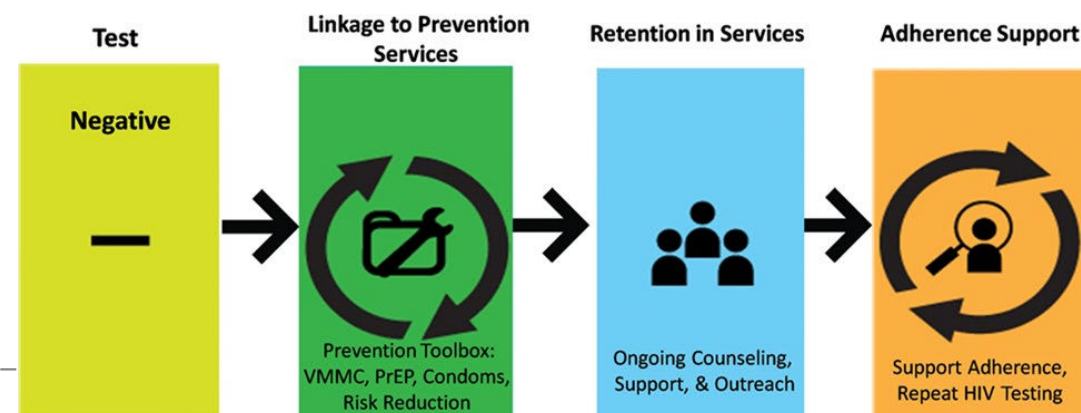 Test
Negative
Linkage to Prevention
Services
Prevention Toolbox:
VMMC, PrEP, Condoms,
Risk Reduction
Retention in Services
Ongoing Counseling,
Support, & Outreach
Adherence Support
Support Adherence,
Repeat HIV Testing